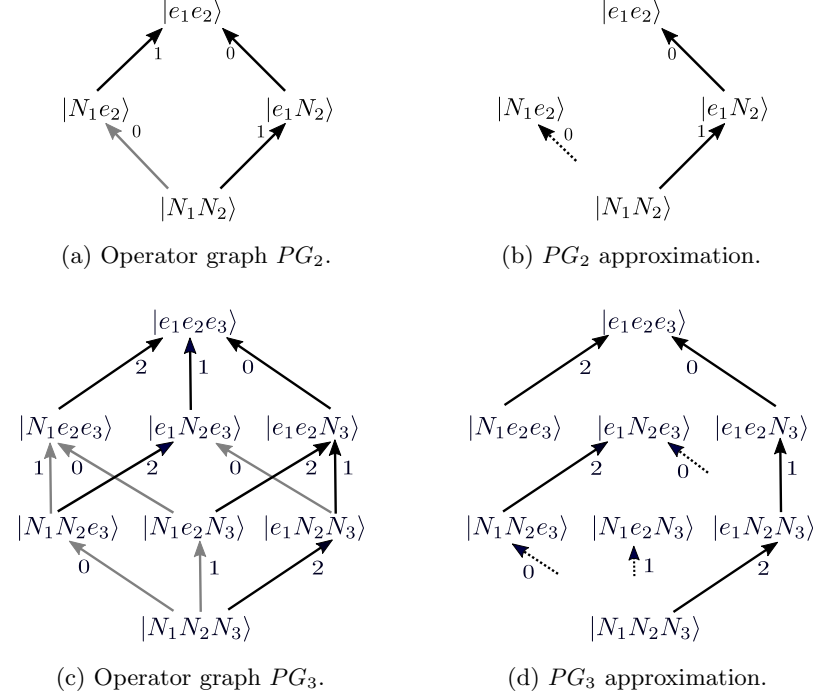 |e₁e₂⟩ |e₁e₂⟩
1 0 0
|N₁e₂⟩ |e₁N₂⟩ |N₁e₂⟩ |e₁N₂⟩
0 1 0 1
|N₁N₂⟩ |N₁N₂⟩
(a) Operator graph PG₂. (b) PG₂ approximation.
|e₁e₂e₃⟩ |e₁e₂e₃⟩
2 1 0 2 0
|N₁e₂e₃⟩ |e₁N₂e₃⟩ |e₁e₂N₃⟩ |N₁e₂e₃⟩ |e₁N₂e₃⟩ |e₁e₂N₃⟩
1 0 2 0 2 1 2 0 1
|N₁N₂e₃⟩ |N₁e₂N₃⟩ |e₁N₂N₃⟩ |N₁N₂e₃⟩ |N₁e₂N₃⟩ |e₁N₂N₃⟩
0 1 2 0 1 2
|N₁N₂N₃⟩ |N₁N₂N₃⟩
(c) Operator graph PG₃. (d) PG₃ approximation.